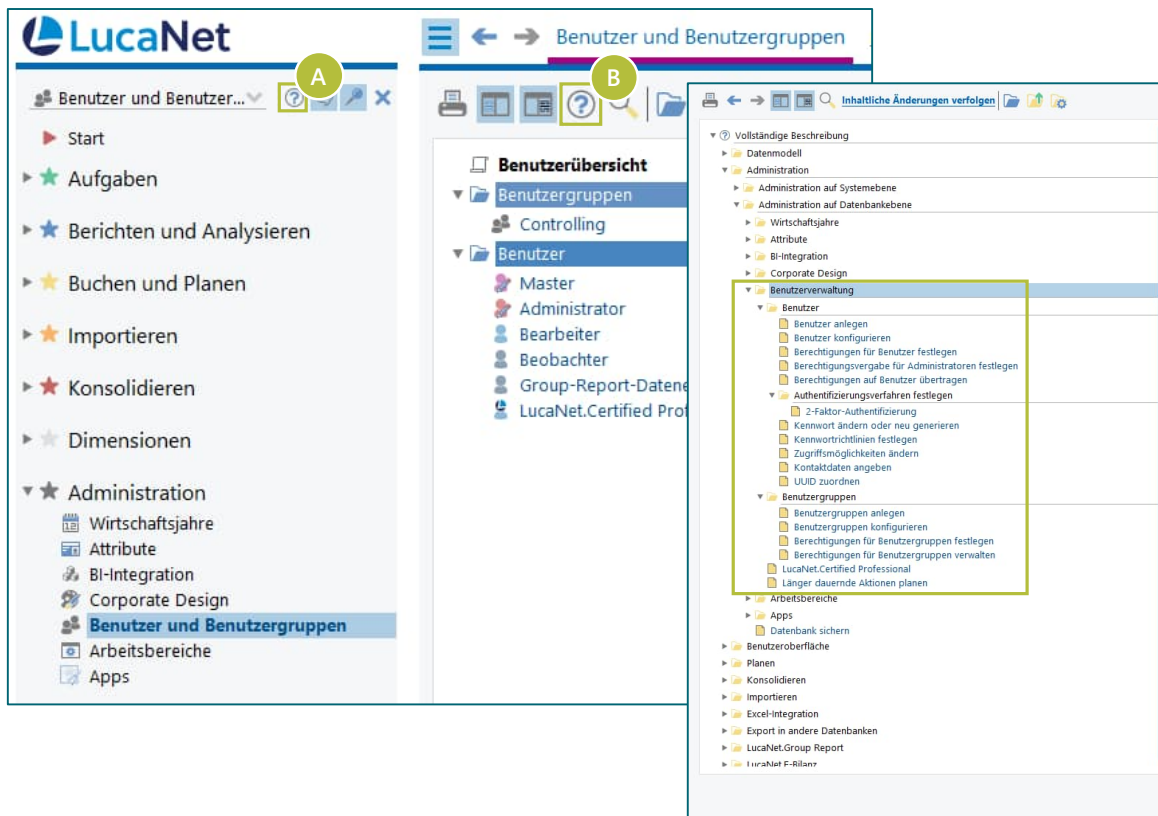 LucaNet
Benutzer und Benutzergruppen
A
B
Benutzer und Benutzer...
Start
Aufgaben
Berichten und Analysieren
Buchen und Planen
Importieren
Konsolidieren
Dimensionen
Administration
12
Wirtschaftsjahre
Attribute
BI-Integration
Corporate Design
Benutzer und Benutzergruppen
Arbeitsbereiche
Apps
Benutzerübersicht
Benutzergruppen
Controlling
Benutzer
Master
Administrator
Bearbeiter
Beobachter
Group-Report-Datene
LucaNet.Certified Prof
Inhaltliche Änderungen verfolgen
Vollständige Beschreibung
Datenmodell
Administration
Administration auf Systemebene
Administration auf Datenbankebene
Wirtschaftsjahre
Attribute
BI-Integration
Corporate Design
Benutzerverwaltung
Benutzer
Benutzer anlegen
Benutzer konfigurieren
Berechtigungen für Benutzer festlegen
Berechtigungsvergabe für Administratoren festlegen
Berechtigungen auf Benutzer übertragen
Authentifizierungsverfahren festlegen
2-Faktor-Authentifizierung
Kennwort ändern oder neu generieren
Kennwortrichtlinien festlegen
Zugriffsmöglichkeiten ändern
Kontaktdaten angeben
UUID zuordnen
Benutzergruppen
Benutzergruppen anlegen
Benutzergruppen konfigurieren
Berechtigungen für Benutzergruppen festlegen
Berechtigungen für Benutzergruppen verwalten
LucaNet.Certified Professional
Länger dauernde Aktionen planen
Arbeitsbereiche
Apps
Datenbank sichern
Benutzeroberfläche
Planen
Konsolidieren
Importieren
Excel-Integration
Export in andere Datenbanken
LucaNet.Group Report
LucaNet.E-Bilanz